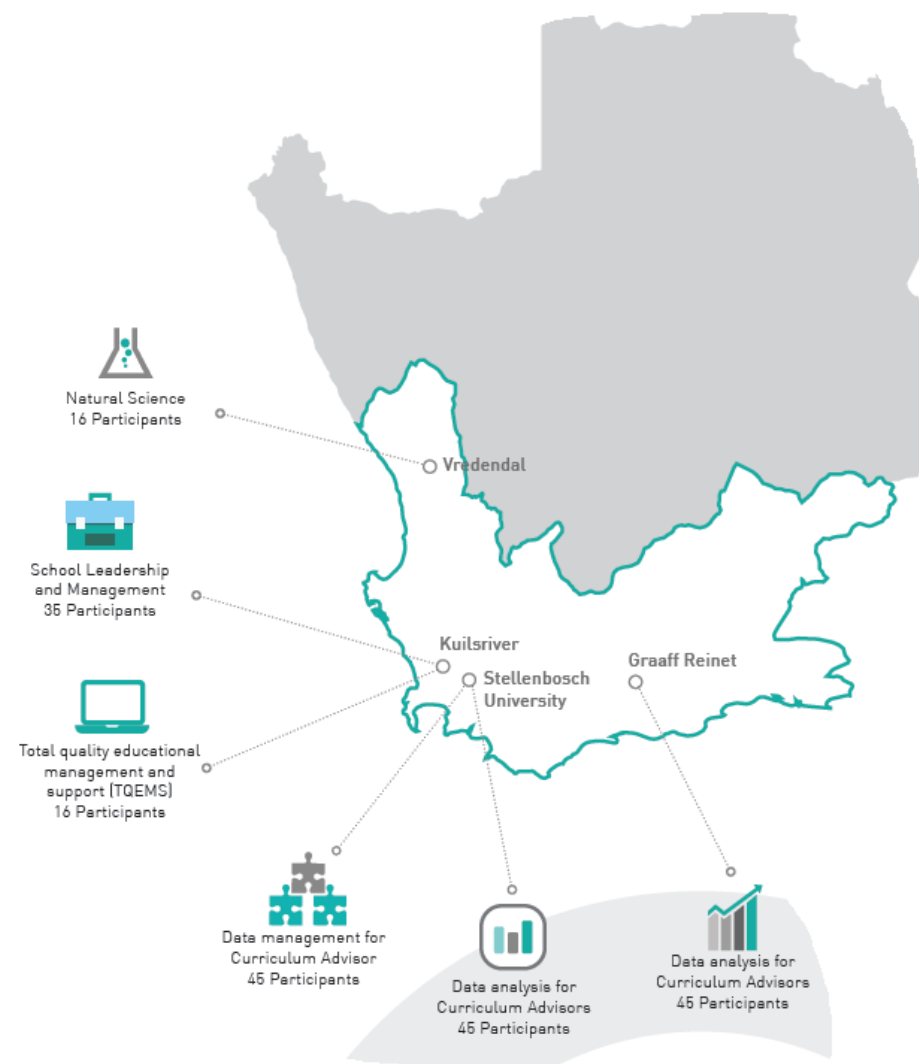 Natural Science
16 Participants
Vredendal
School Leadership
and Management
35 Participants
Kuilsriver
Stellenbosch
University
Graaff Reinet
Total quality educational
management and
support (TQEMS)
16 Participants
Data management for
Curriculum Advisor
45 Participants
Data analysis for
Curriculum Advisors
45 Participants
Data analysis for
Curriculum Advisors
45 Participants